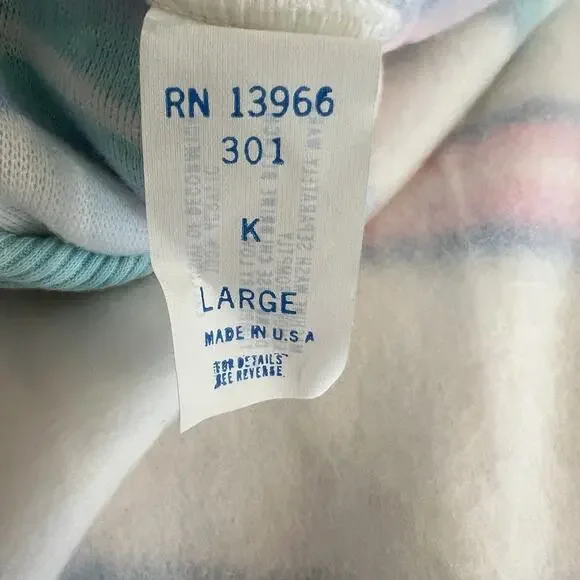 RN 13966
301
K
LARGE
MADE IN U.S A
FOR DETAILS
SEE REVERSE